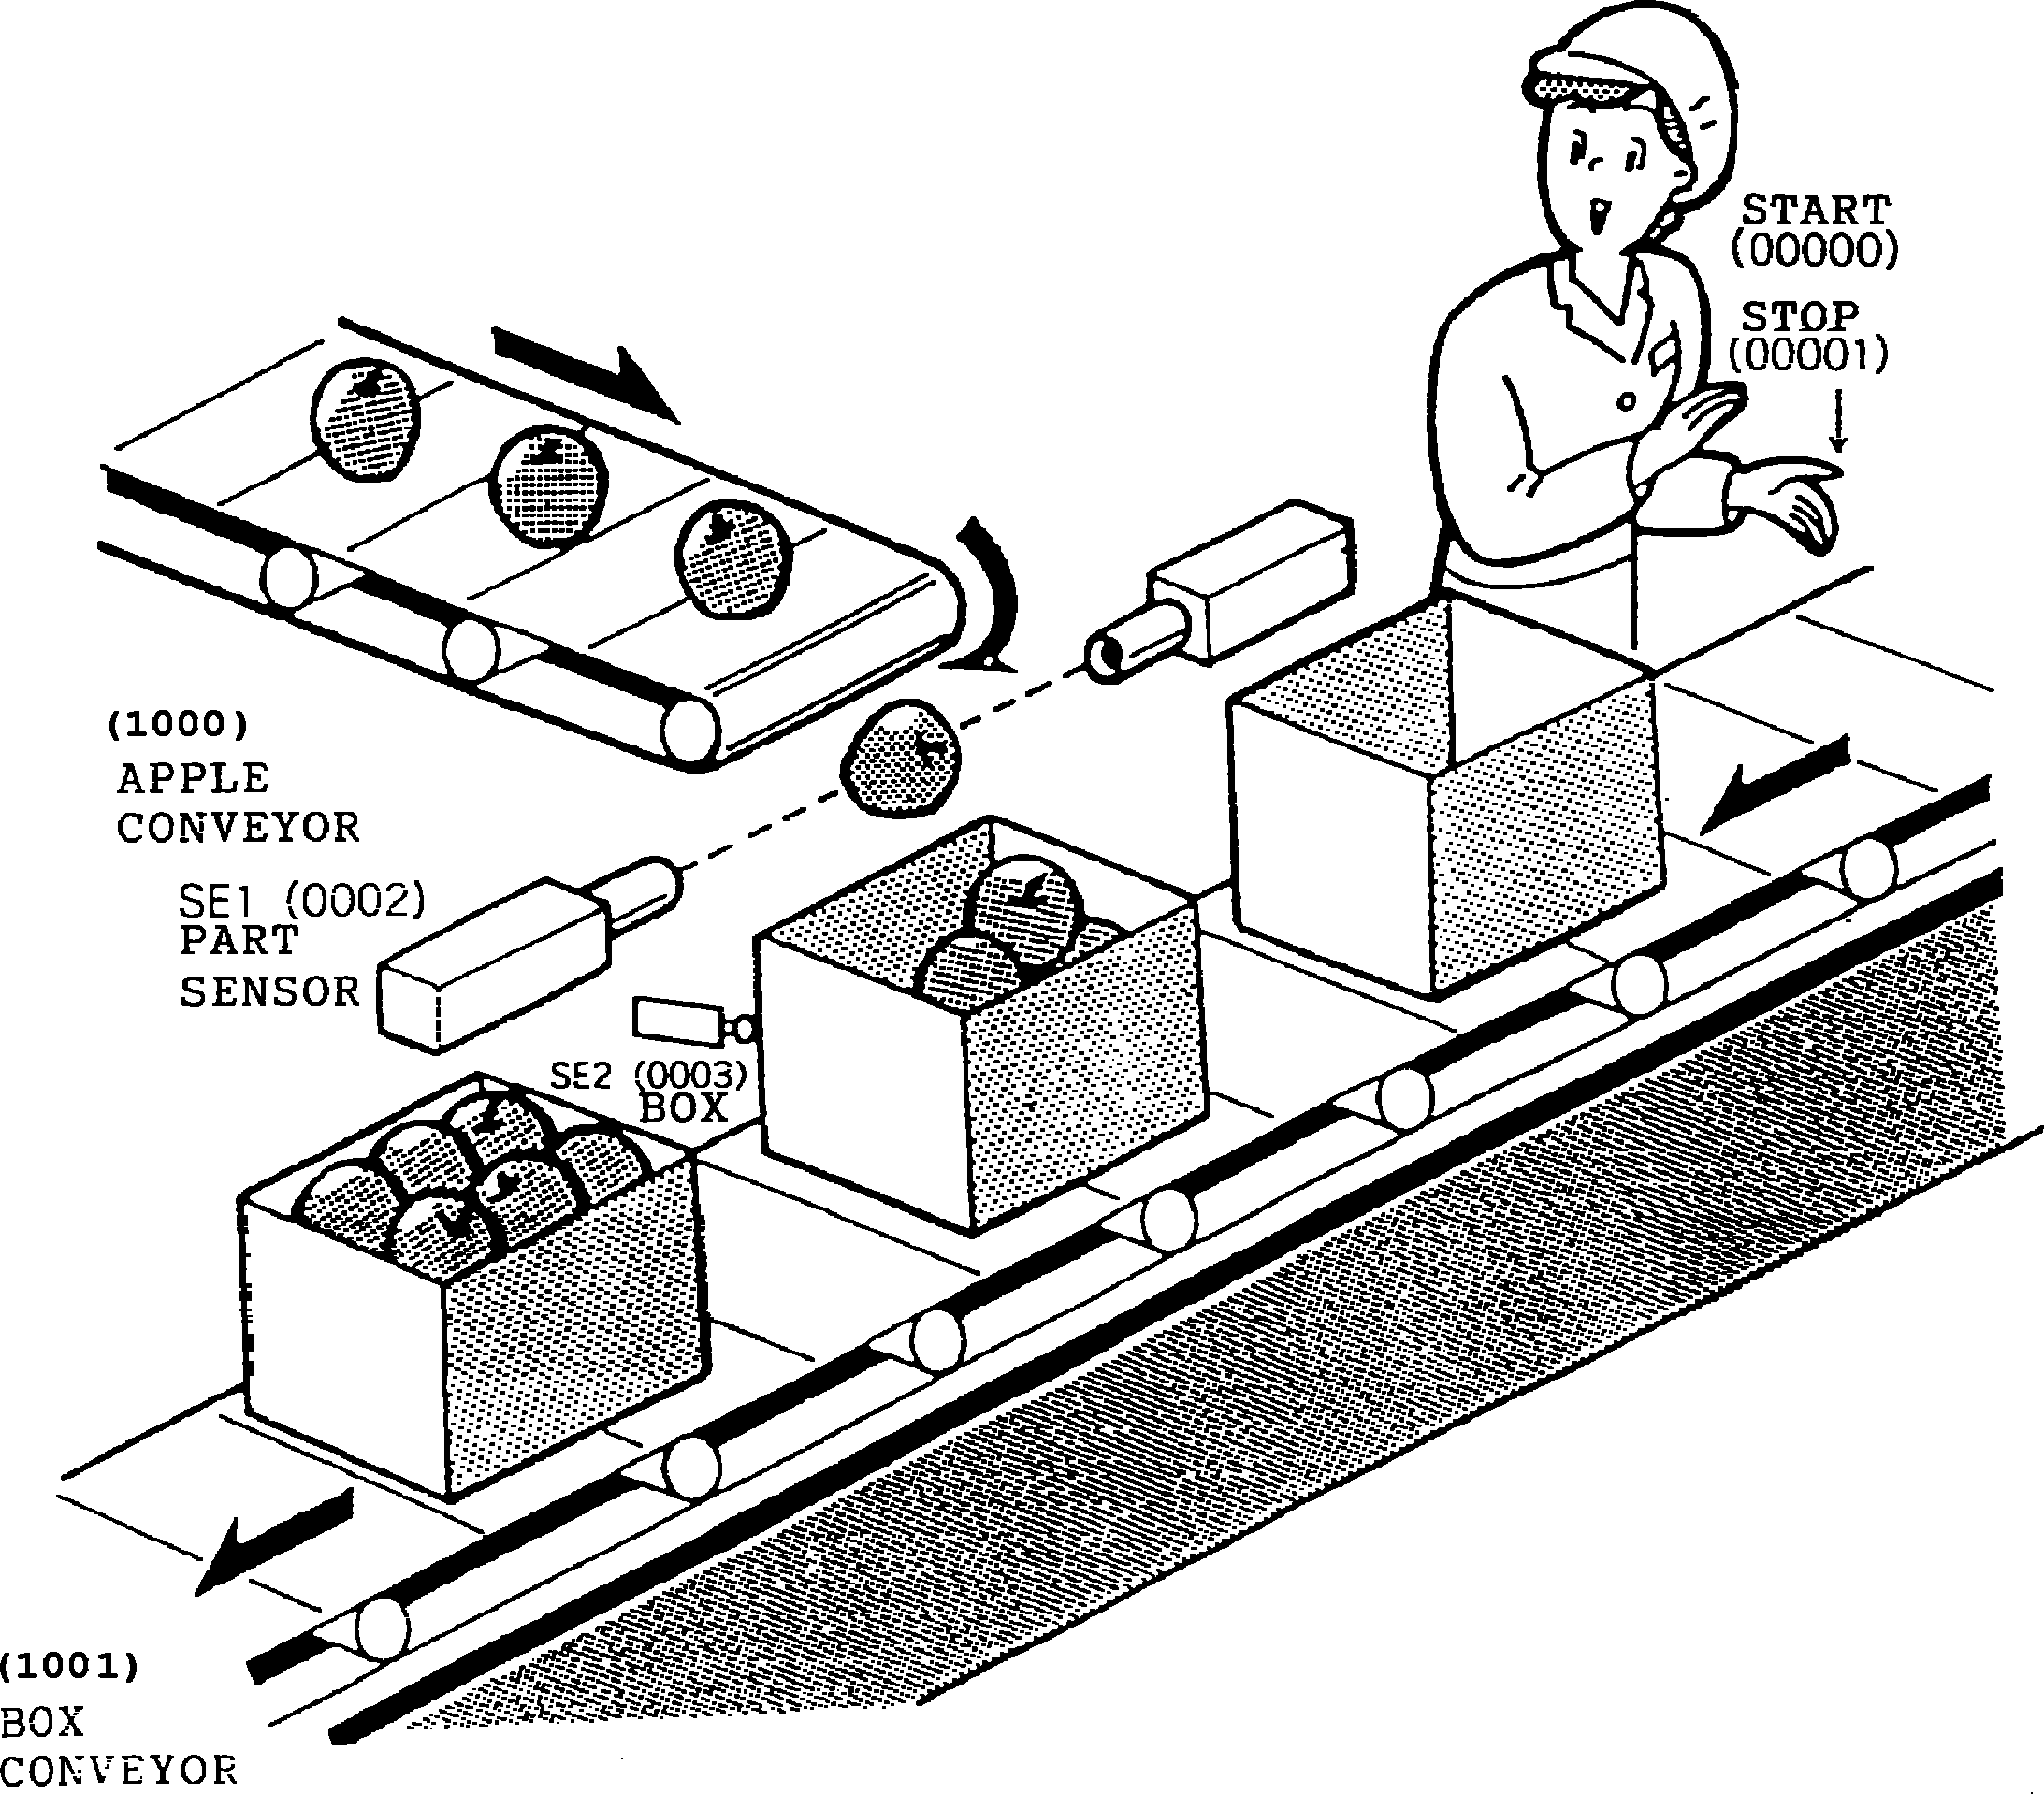 START
(00000)
STOP
(00001)
(1000)
APPLE
CONVEYOR
SE1 (0002)
PART
SENSOR
SE2 (0003)
BOX
(1001)
BOX
CONVEYOR